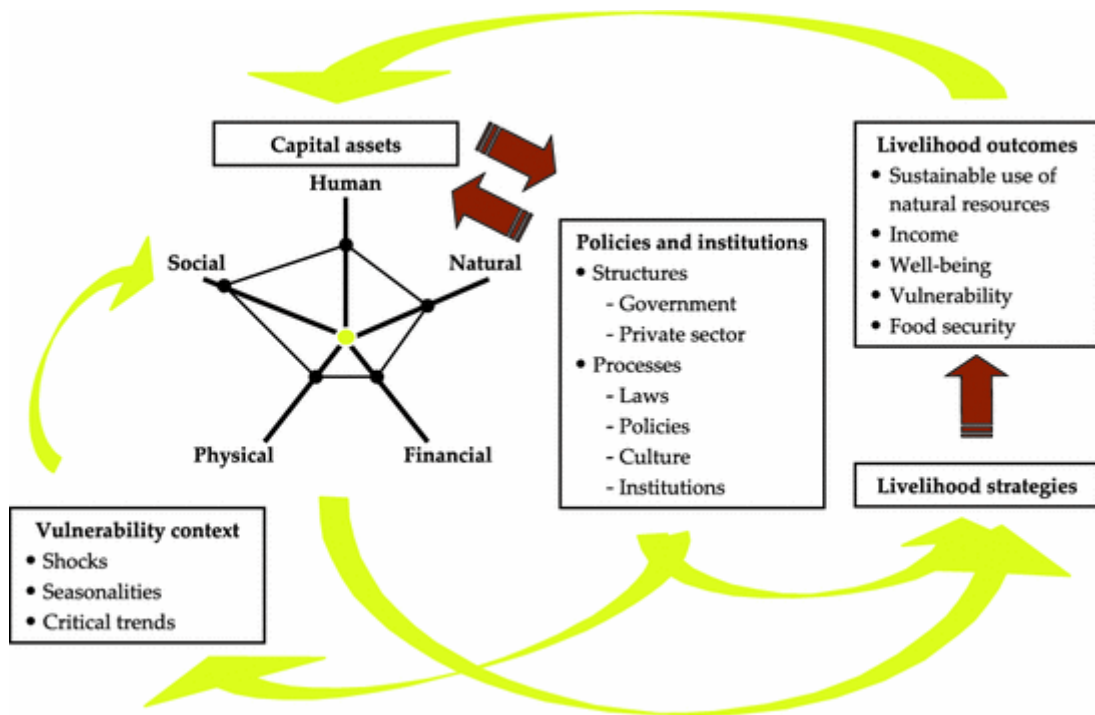 Capital assets
Human
Social
Natural
Physical
Financial
Vulnerability context
• Shocks
• Seasonalities
• Critical trends
Policies and institutions
• Structures
- Government
- Private sector
• Processes
- Laws
- Policies
- Culture
- Institutions
Livelihood outcomes
• Sustainable use of
natural resources
• Income
• Well-being
• Vulnerability
• Food security
Livelihood strategies